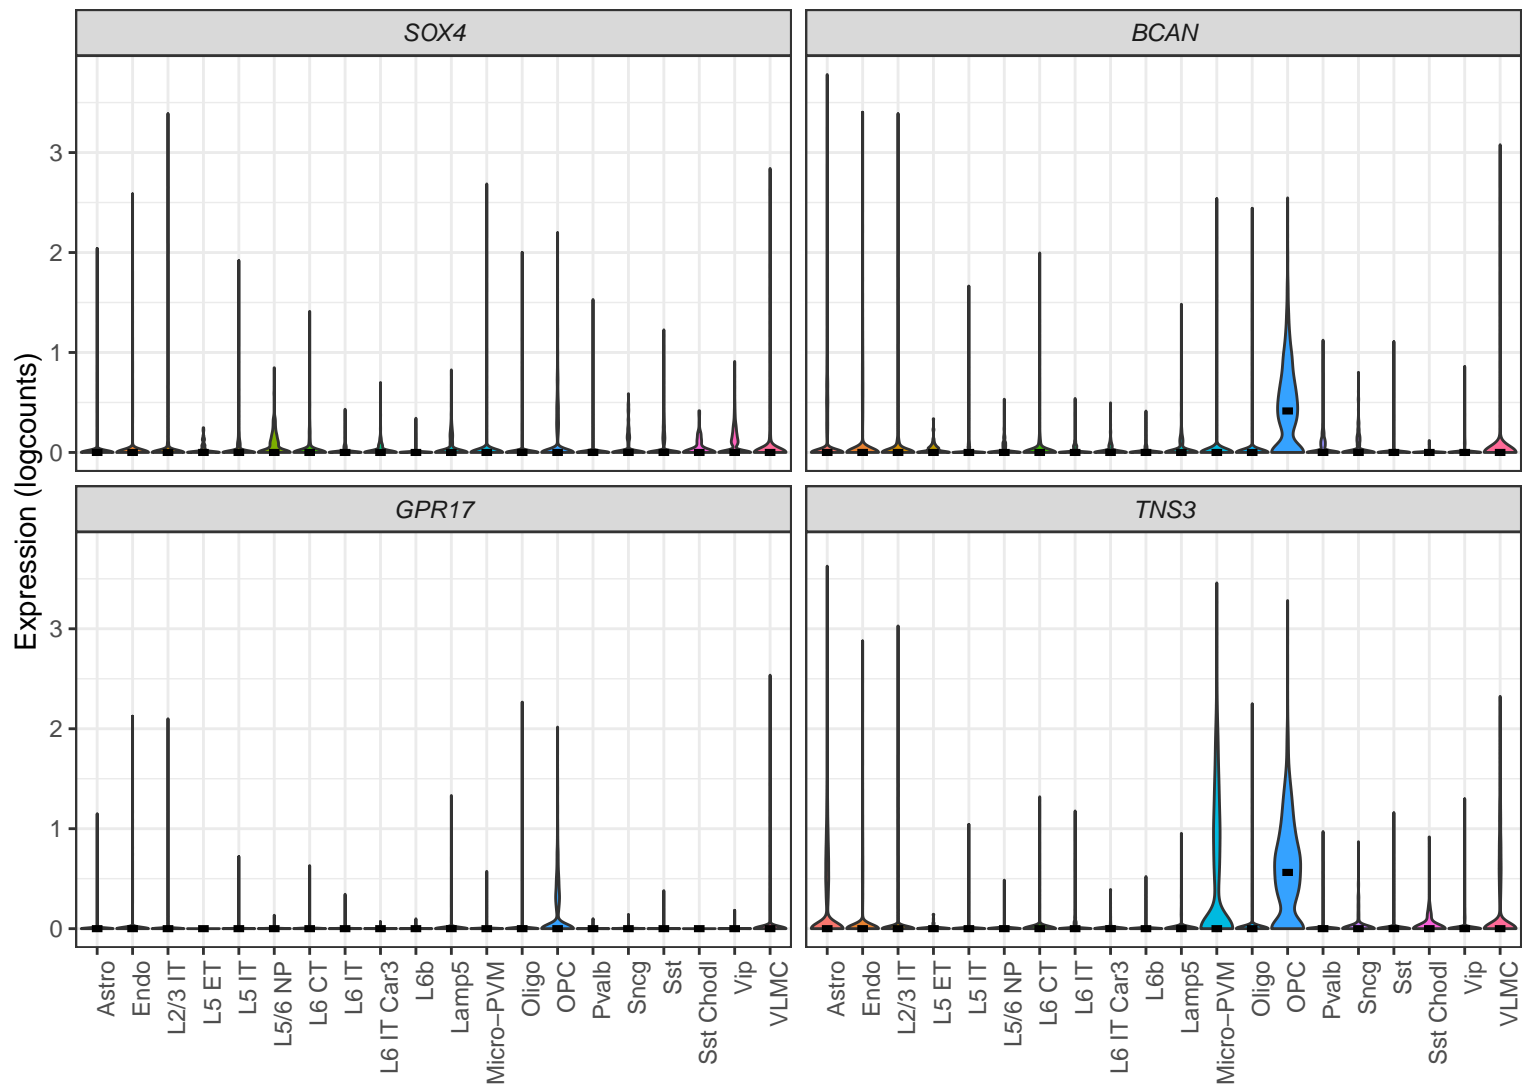 SOX4
BCAN
3
2
1
0
GPR17
TNS3
3
2
1
0
Expression (logcounts)
Astro
Endo
L2/3 IT
L5 ET
L5 IT
L5/6 NP
L6 CT
L6 IT
L6 IT Car3
L6b
Lamp5
Micro−PVM
Oligo
OPC
Pvalb
Sncg
Sst
Sst Chodl
Vip
VLMC
Astro
Endo
L2/3 IT
L5 ET
L5 IT
L5/6 NP
L6 CT
L6 IT
L6 IT Car3
L6b
Lamp5
Micro−PVM
Oligo
OPC
Pvalb
Sncg
Sst
Sst Chodl
Vip
VLMC